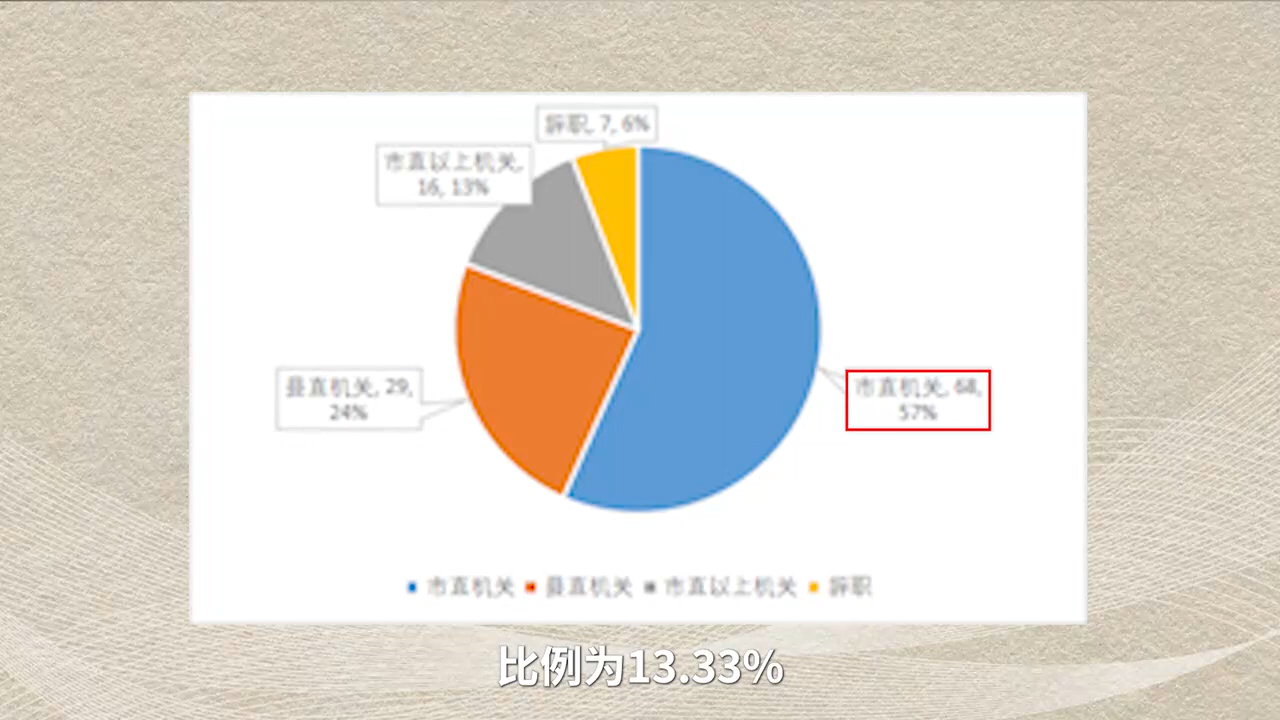 辞职, 7, 6%
市直以上机关,
16, 13%
县直机关, 29,
24%
市直机关, 68,
57%
市直机关 县直机关 市直以上机关 辞职
比例为13.33%